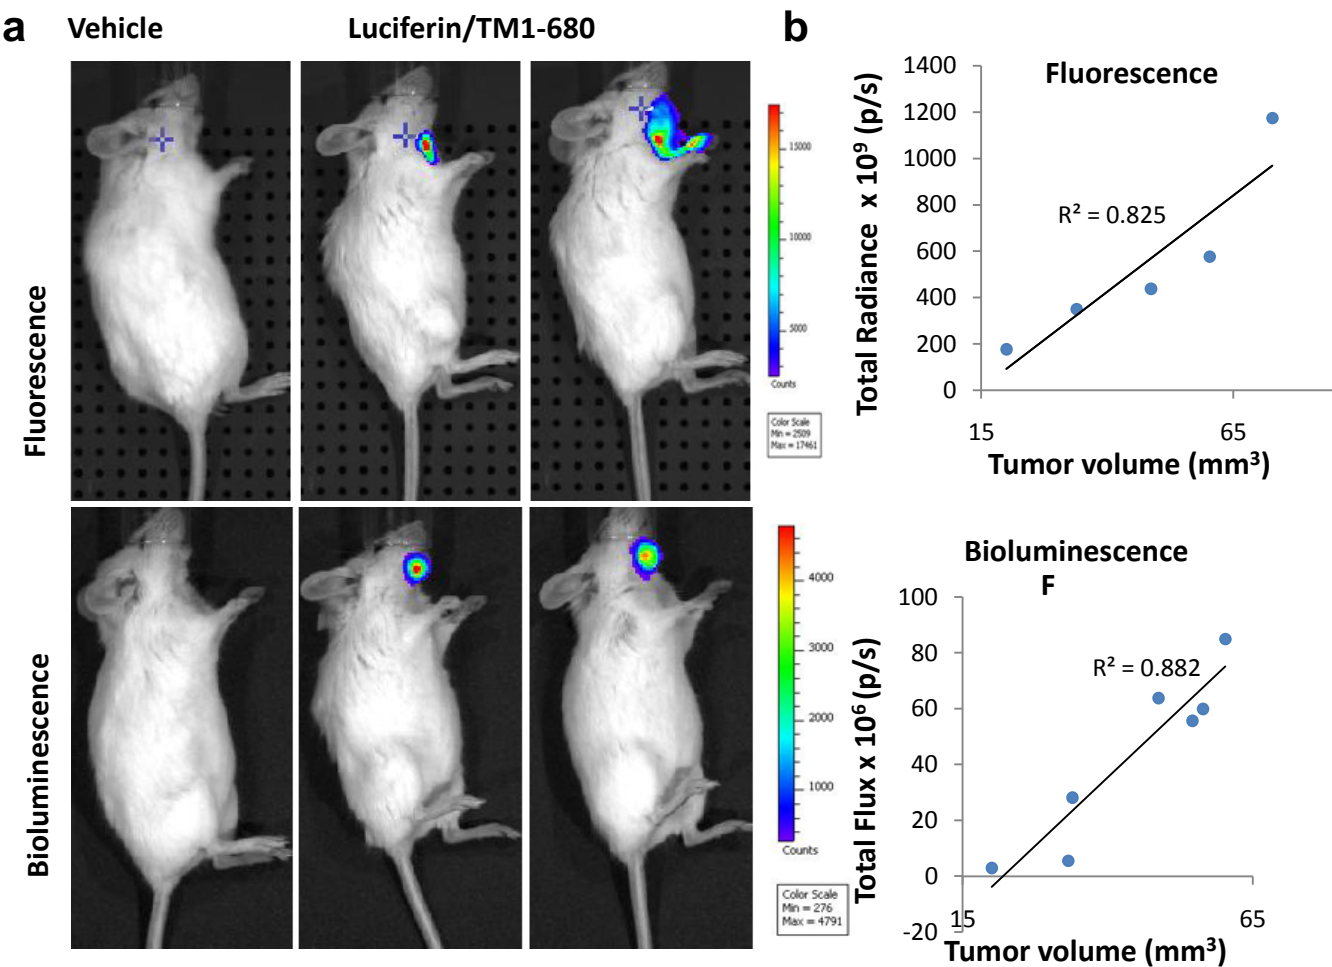 a
Vehicle
Luciferin/TM1-680
Fluorescence
15000
10000
5000
Counts
Color Scale
Min = 2509
Max = 17461
Bioluminescence
4000
3000
2000
1000
Counts
Color Scale
Min = 276
Max = 4791
b
Fluorescence
Total Radiance x 10⁹ (p/s)
1400
1200
1000
800
600
400
200
0
R² = 0.825
15
65
Tumor volume (mm³)
Bioluminescence
F
Total Flux x 10⁶ (p/s)
100
80
60
40
20
0
-20
R² = 0.882
15
65
Tumor volume (mm³)